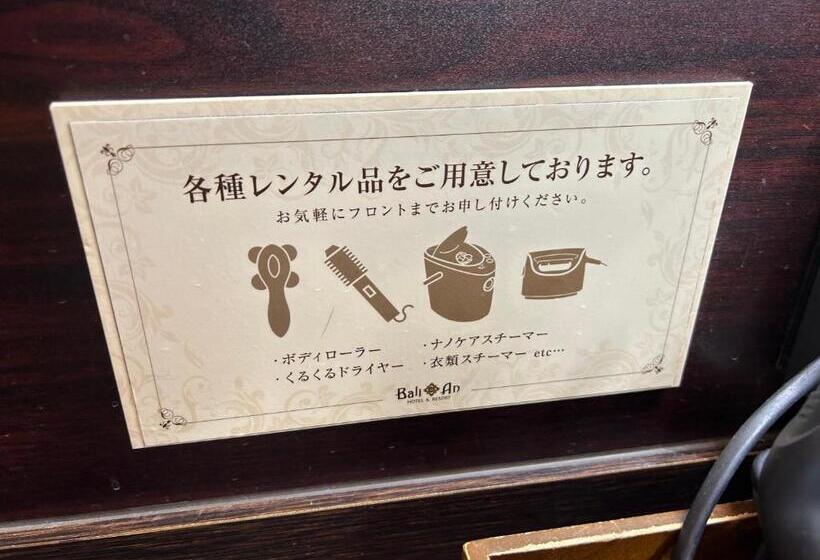 各種レンタル品をご用意しております。
お気軽にフロントまでお申し付けください。
・ボディローラー
・くるくるドライヤー
・ナノケアスチーマー
・衣類スチーマー etc…
Bali An
HOTEL & RESORT